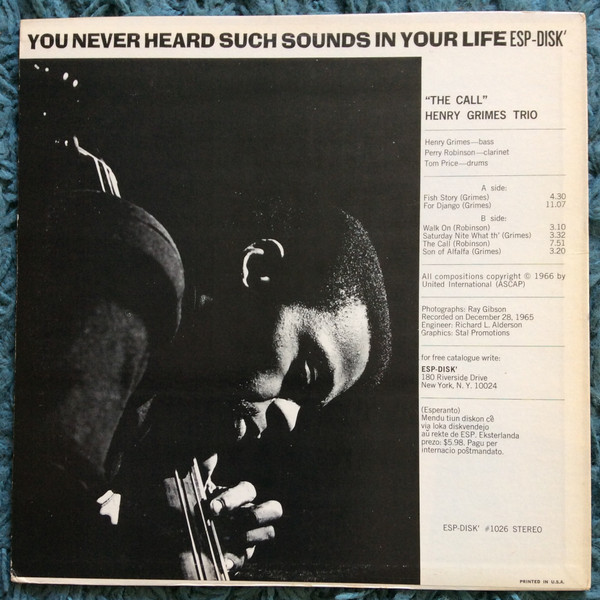 YOU NEVER HEARD SUCH SOUNDS IN YOUR LIFE ESP-DISK'
"THE CALL"
HENRY GRIMES TRIO
Henry Grimes—bass
Perry Robinson—clarinet
Tom Price—drums
A side:
Fish Story (Grimes) 4.30
For Django (Grimes) 11.07
B side:
Walk On (Robinson) 3.10
Saturday Nite What th' (Grimes) 3.32
The Call (Robinson) 7.51
Son of Alfalfa (Grimes) 3.20
All compositions copyright © 1966 by
United International (ASCAP)
Photographs: Ray Gibson
Recorded on December 28, 1965
Engineer: Richard L. Alderson
Graphics: Stal Promotions
for free catalogue write:
ESP-DISK'
180 Riverside Drive
New York, N. Y. 10024
(Esperanto)
Mendu tiun diskon ĉe
via loka diskvendejo
aŭ rekte de ESP. Eksterlanda
prezo: $5.98. Pagu per
internacio poŝtmandato.
ESP-DISK' #1026 STEREO
PRINTED IN U.S.A.